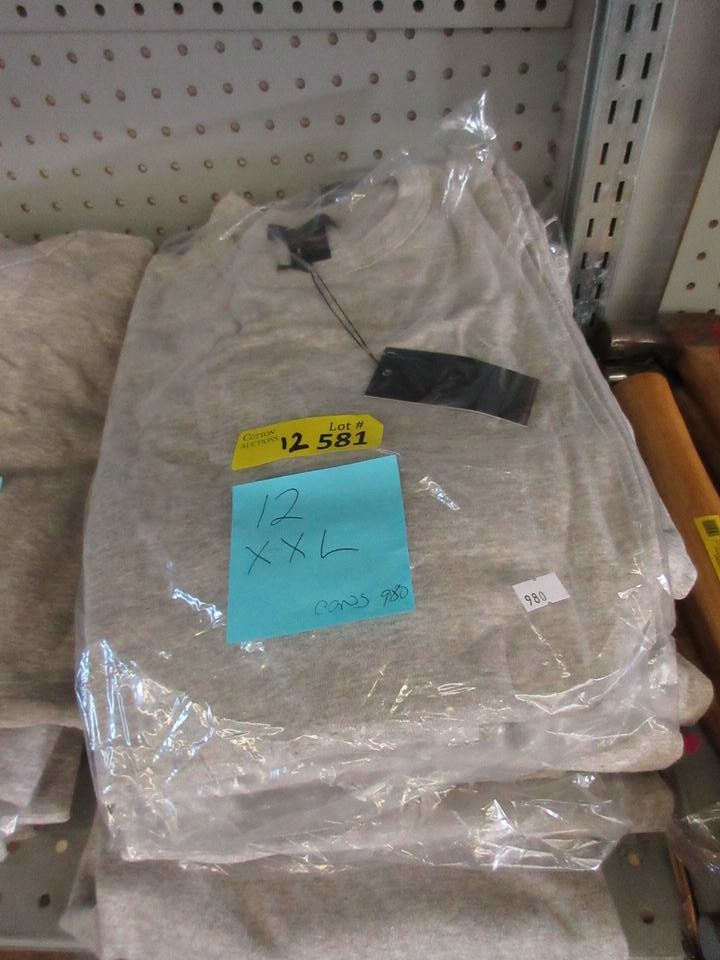 COTTON
AUCTIONS
Lot #
12 581
12
XXL
CONS 980
980